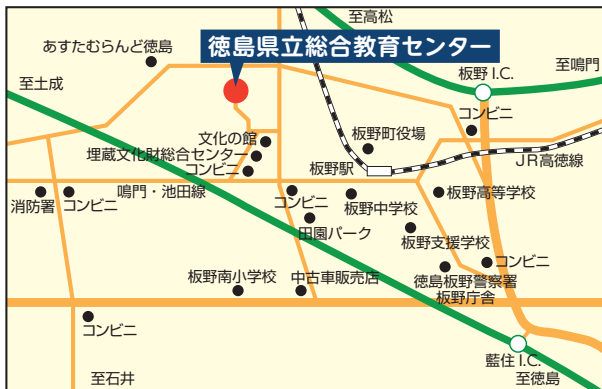 至高松
徳島県立総合教育センター
あすたむらんど徳島
至鳴門
板野 I.C.
至土成
コンビニ
文化の館
板野町役場
埋蔵文化財総合センター
コンビニ
板野駅
JR高徳線
消防署
コンビニ
鳴門・池田線
コンビニ
板野中学校
板野高等学校
田園パーク
板野支援学校
コンビニ
板野南小学校
中古車販売店
徳島板野警察署
板野庁舎
コンビニ
藍住 I.C.
至石井
至徳島